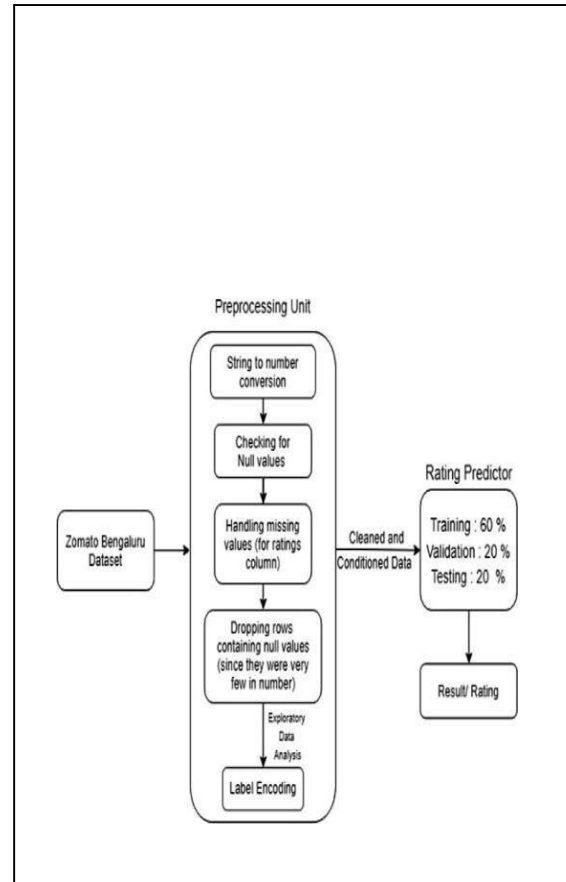 Preprocessing Unit
String to number
conversion
Checking for
Null values
Handling missing
values (for ratings
column)
Dropping rows
containing null values
(since they were very
few in number)
Exploratory
Data
Analysis
Label Encoding
Zomato Bengaluru
Dataset
Cleaned and
Conditioned Data
Rating Predictor
Training : 60 %
Validation : 20 %
Testing : 20 %
Result/ Rating